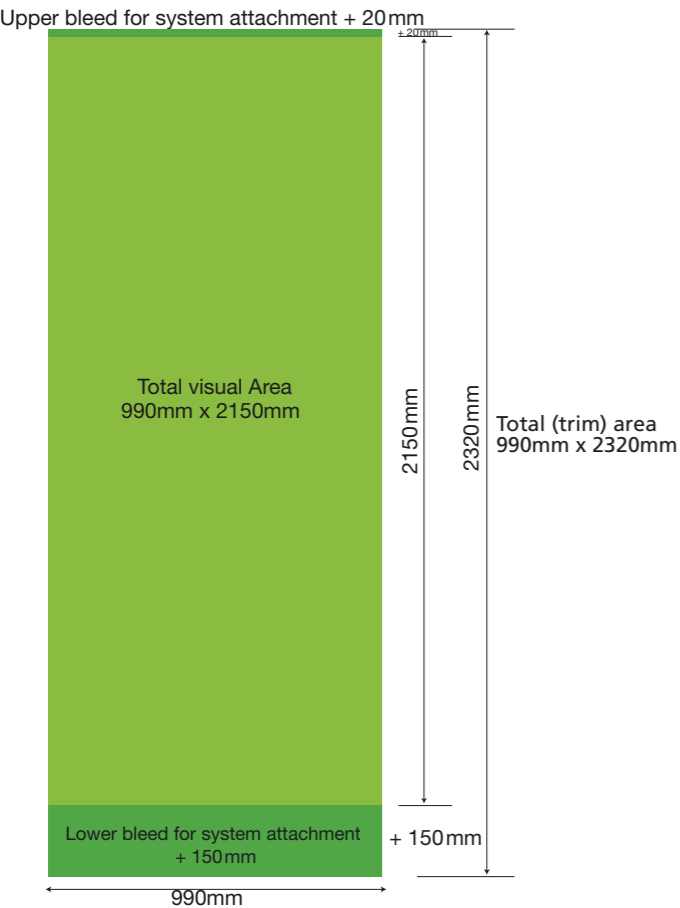 Upper bleed for system attachment + 20mm
+ 20mm
Total visual Area
990mm x 2150mm
2150mm
2320mm
Total (trim) area
990mm x 2320mm
Lower bleed for system attachment
+ 150mm
+ 150mm
990mm